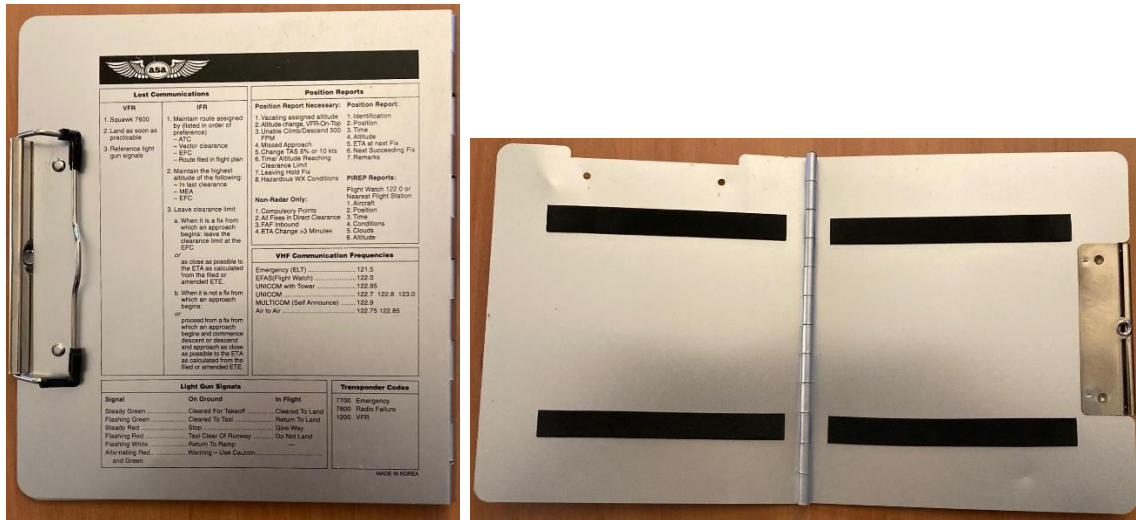 asa
Lost Communications
VFR
1. Squawk 7600
2. Land as soon as
practicable
3. Reference light
gun signals
IFR
1. Maintain route assigned
by (listed in order of
preference)
– ATC
– Vector clearance
– EFC
– Route filed in flight plan
2. Maintain the highest
altitude of the following:
– In last clearance
– MEA
– EFC
3. Leave clearance limit
a. When it is a fix from
which an approach
begins: leave the
clearance limit at the
EFC
or
as close as possible to
the ETA as calculated
from the filed or
amended ETE.
b. When it is not a fix from
which an approach
begins:
or
proceed from a fix from
which an approach
begins and commence
descent or descend
and approach as close
as possible to the ETA
as calculated from the
filed or amended ETE.
Position Reports
Position Report Necessary:
1. Vacating assigned altitude
2. Altitude change, VFR-On-Top
3. Unable Climb/Descend 500
FPM
4. Missed Approach
5. Change TAS 5% or 10 kts
6. Time/ Altitude Reaching
Clearance Limit
7. Leaving Hold Fix
8. Hazardous WX Conditions
Non-Radar Only:
1. Compulsory Points
2. All Fixes in Direct Clearance
3. FAF Inbound
4. ETA Change >3 Minutes
Position Report:
1. Identification
2. Position
3. Time
4. Altitude
5. ETA at next Fix
6. Next Succeeding Fix
7. Remarks
PIREP Reports:
Flight Watch 122.0 or
Nearest Flight Station
1. Aircraft
2. Position
3. Time
4. Conditions
5. Clouds
6. Altitude
VHF Communication Frequencies
Emergency (ELT) ................ 121.5
EFAS(Flight Watch) ............. 122.0
UNICOM with Tower .............. 122.95
UNICOM ......................... 122.7 122.8 123.0
MULTICOM (Self Announce) ....... 122.9
Air to Air ..................... 122.75 122.85
Light Gun Signals
Signal On Ground In Flight
Steady Green ........ Cleared For Takeoff ........ Cleared To Land
Flashing Green ...... Cleared To Taxi ............ Return To Land
Steady Red .......... Stop ....................... Give Way
Flashing Red ........ Taxi Clear Of Runway ....... Do Not Land
Flashing White ...... Return To Ramp —
Alternating Red ..... Warning – Use Caution ......
and Green
Transponder Codes
7700 Emergency
7600 Radio Failure
1200 VFR
MADE IN KOREA